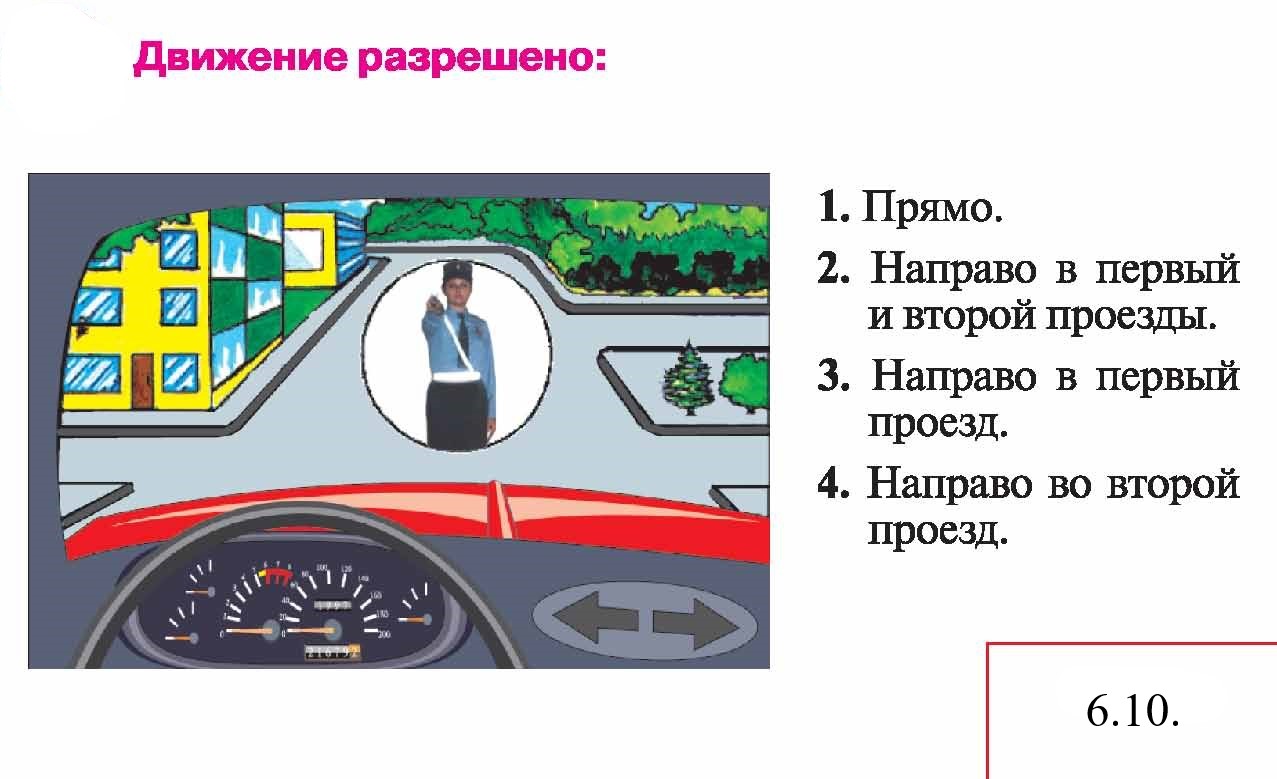 Движение разрешено:
1. Прямо.
2. Направо в первый
и второй проезды.
3. Направо в первый
проезд.
4. Направо во второй
проезд.
6.10.